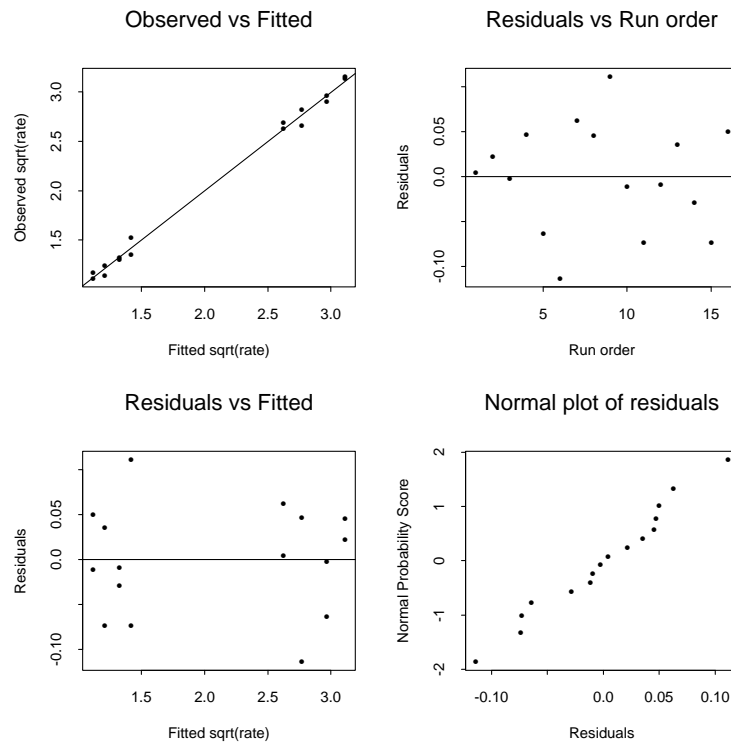 Observed vs Fitted
Observed sqrt(rate)
3.0
2.5
2.0
1.5
1.5 2.0 2.5 3.0
Fitted sqrt(rate)
Residuals vs Run order
Residuals
0.05
0.0
-0.10
5 10 15
Run order
Residuals vs Fitted
Residuals
0.05
0.0
-0.10
1.5 2.0 2.5 3.0
Fitted sqrt(rate)
Normal plot of residuals
Normal Probability Score
2
1
0
-1
-2
-0.10 0.0 0.05 0.10
Residuals